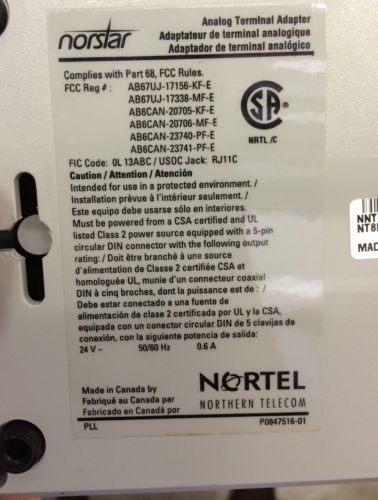 norstar
Analog Terminal Adapter
Adaptateur de terminal analogique
Adaptador de terminal analógico
Complies with Part 68, FCC Rules.
FCC Reg # : AB67UJ-17156-KF-E
AB67UJ-17338-MF-E
AB6CAN-20705-KF-E
AB6CAN-20706-MF-E
AB6CAN-23740-PF-E
AB6CAN-23741-PF-E
CSA
NRTL /C
FIC Code: 0L 13ABC / USOC Jack: RJ11C
Caution / Attention / Atención
Intended for use in a protected environment. /
Installation prévue à l'intérieur seulement. /
Este equipo debe usarse sólo en interiores.
Must be powered from a CSA certified and UL
listed Class 2 power source equipped with a 5-pin
circular DIN connector with the following output
rating: / Doit être branché à une source
d'alimentation de Classe 2 certifiée CSA et
homologuée UL, munie d'un connecteur coaxial
DIN à cinq broches, dont la puissance est de : /
Debe estar conectado a una fuente de
alimentación de clase 2 certificada por UL y la CSA,
equipada con un conector circular DIN de 5 clavijas de
conexión, con la siguiente potencia de salida:
24 V ~ 50/60 Hz 0.6 A
Made in Canada by
Fabriqué au Canada par
Fabricado en Canadá por
NORTEL
NORTHERN TELECOM
PLL P0847516-01
NNT
NT8
MAD